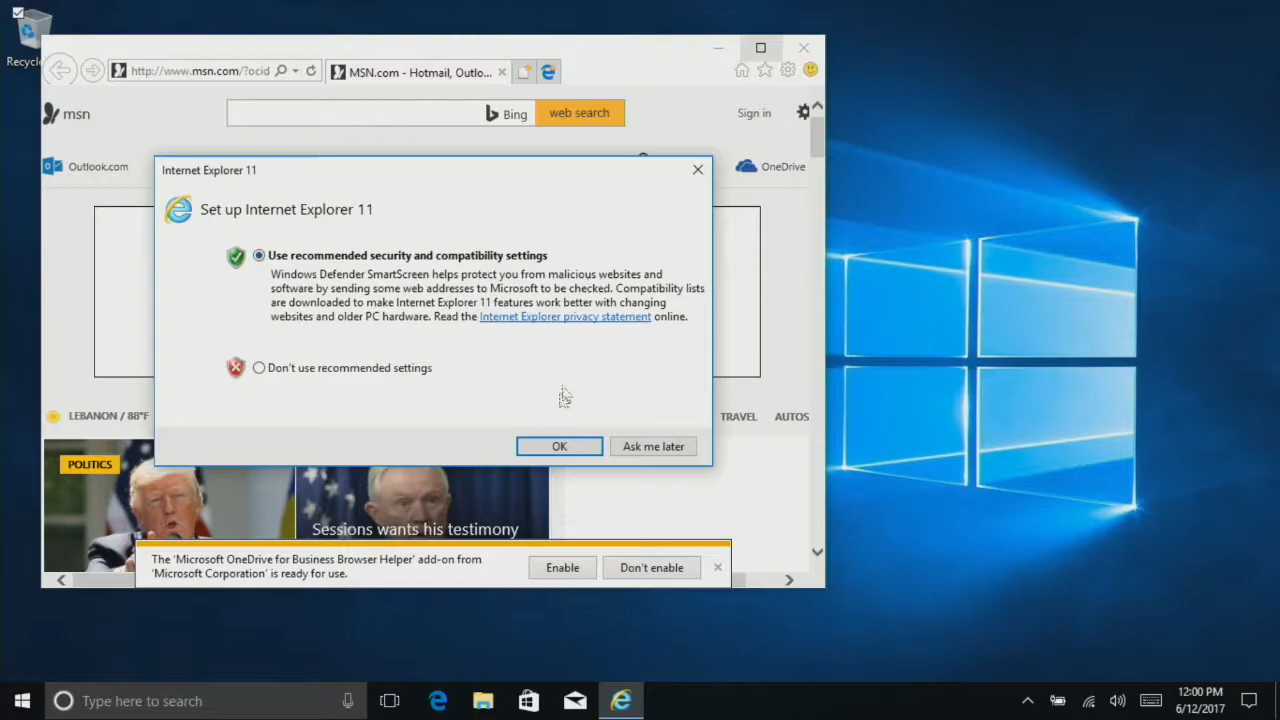 Recycle
http://www.msn.com/?ocid
MSN.com - Hotmail, Outlo...
msn
Bing
web search
Sign in
Outlook.com
OneDrive
Internet Explorer 11
Set up Internet Explorer 11
Use recommended security and compatibility settings
Windows Defender SmartScreen helps protect you from malicious websites and
software by sending some web addresses to Microsoft to be checked. Compatibility lists
are downloaded to make Internet Explorer 11 features work better with changing
websites and older PC hardware. Read the Internet Explorer privacy statement online.
Don't use recommended settings
OK
Ask me later
LEBANON / 88°F
TRAVEL
AUTOS
POLITICS
Sessions wants his testimony
The 'Microsoft OneDrive for Business Browser Helper' add-on from
'Microsoft Corporation' is ready for use.
Enable
Don't enable
Type here to search
12:00 PM
6/12/2017